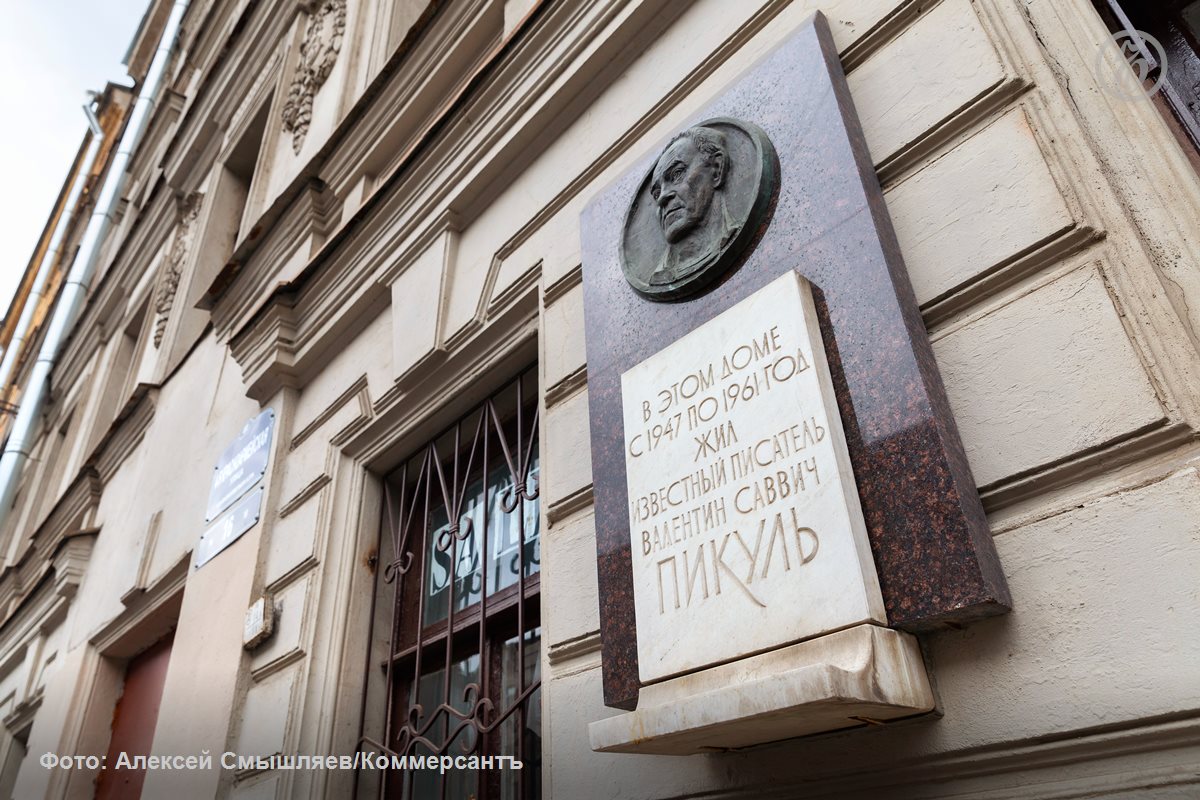 В ЭТОМ ДОМЕ
С 1947 ПО 1961 ГОД
ЖИЛ
ИЗВЕСТНЫЙ ПИСАТЕЛЬ
ВАЛЕНТИН САВВИЧ
ПИКУЛЬ
Фото: Алексей Смышляев/Коммерсантъ